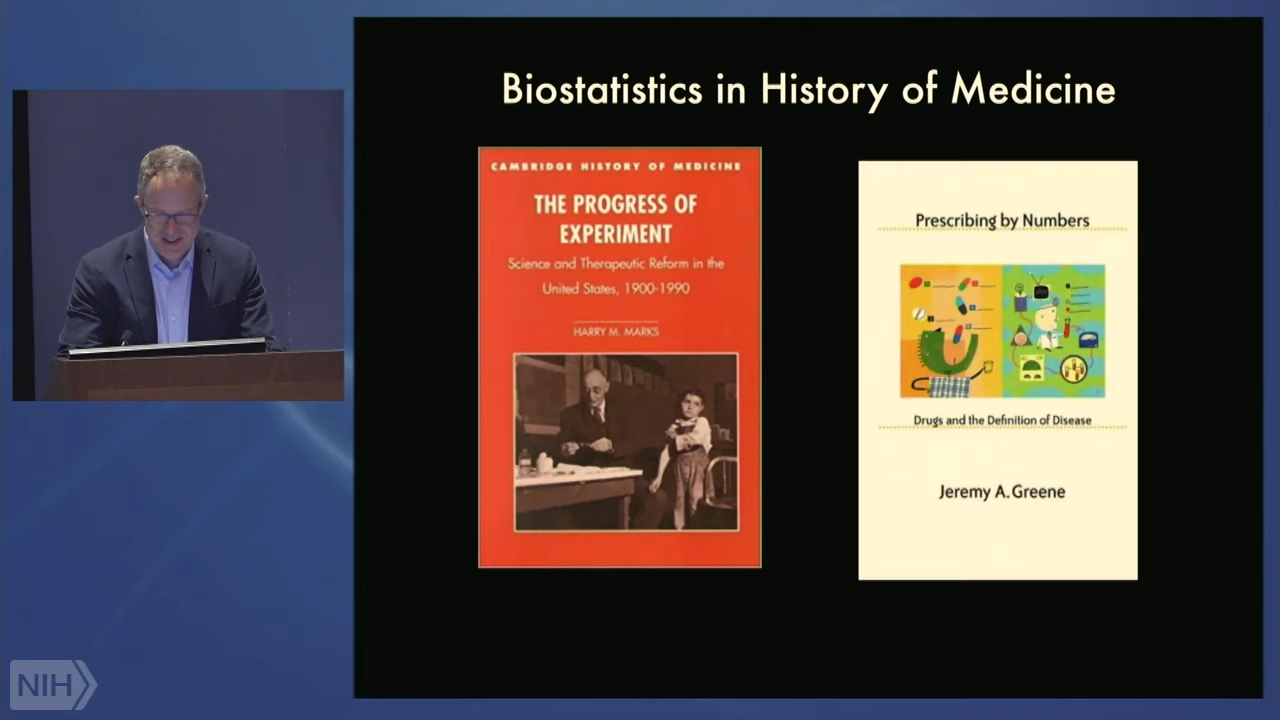 Biostatistics in History of Medicine
CAMBRIDGE HISTORY OF MEDICINE
THE PROGRESS OF
EXPERIMENT
Science and Therapeutic Reform in the
United States, 1900-1990
HARRY M. MARKS
Prescribing by Numbers
Drugs and the Definition of Disease
Jeremy A. Greene
NIH